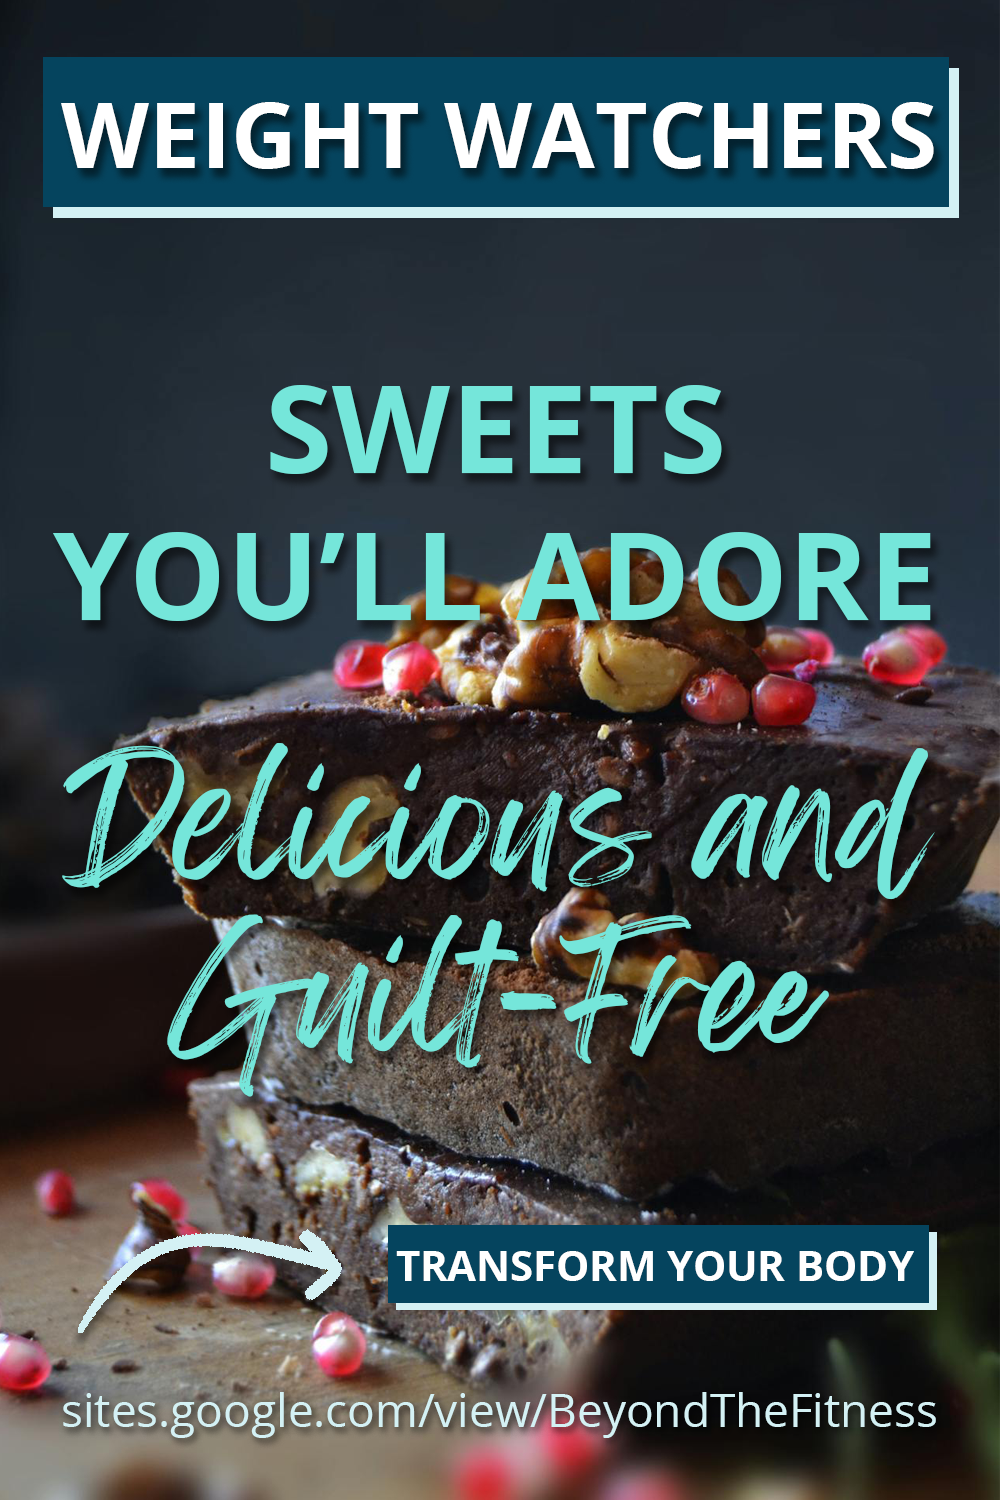 WEIGHT WATCHERS
SWEETS
YOU’LL ADORE
Delicious and
Guilt-Free
TRANSFORM YOUR BODY
sites.google.com/view/BeyondTheFitness